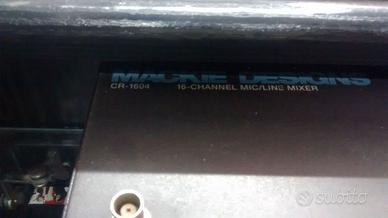 MACKIE DESIGNS
CR-1604 16-CHANNEL MIC/LINE MIXER
subito